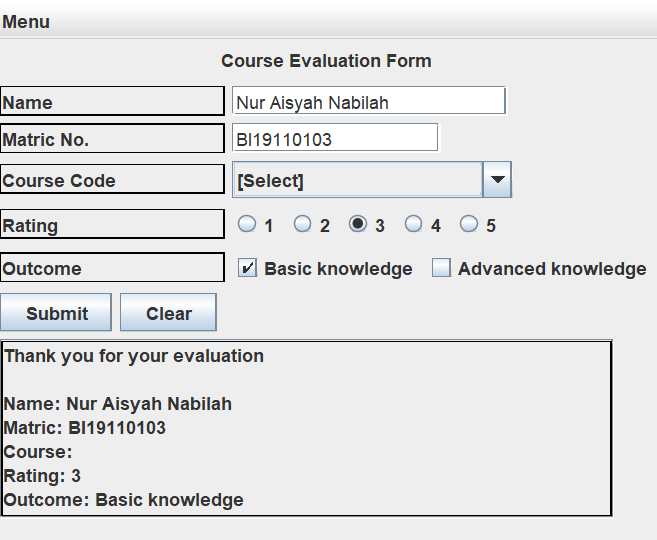 Menu
Course Evaluation Form
Name Nur Aisyah Nabilah
Matric No. BI19110103
Course Code [Select]
Rating 1 2 3 4 5
Outcome Basic knowledge Advanced knowledge
Submit Clear
Thank you for your evaluation
Name: Nur Aisyah Nabilah
Matric: BI19110103
Course:
Rating: 3
Outcome: Basic knowledge